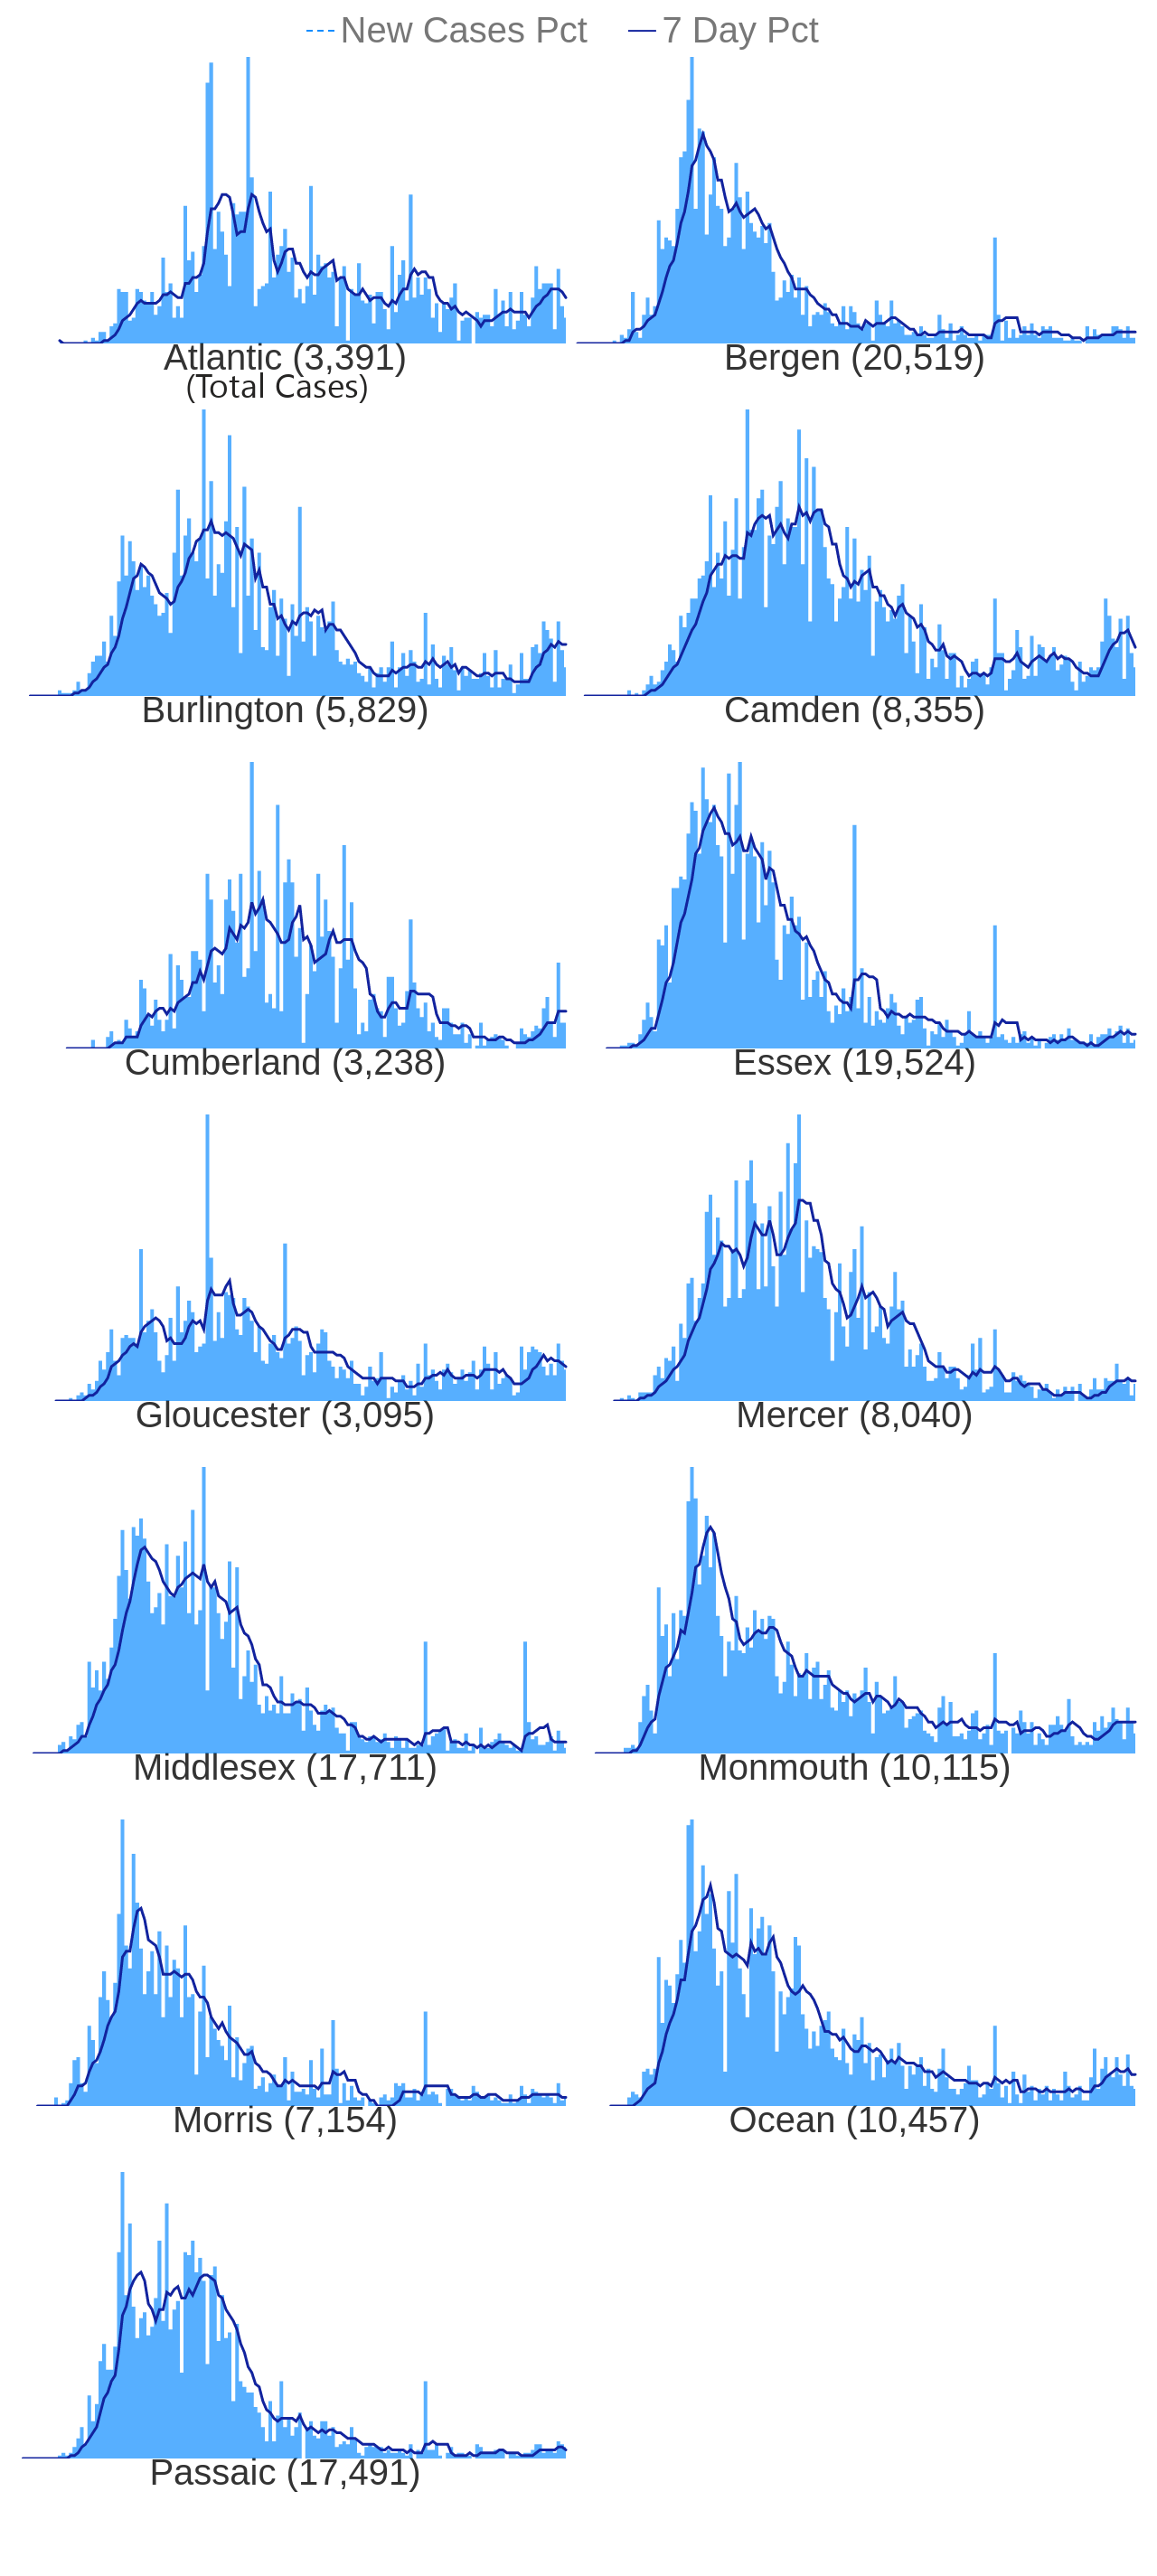 New Cases Pct 7 Day Pct
Atlantic (3,391) Bergen (20,519)
(Total Cases)
Burlington (5,829) Camden (8,355)
Cumberland (3,238) Essex (19,524)
Gloucester (3,095) Mercer (8,040)
Middlesex (17,711) Monmouth (10,115)
Morris (7,154) Ocean (10,457)
Passaic (17,491)